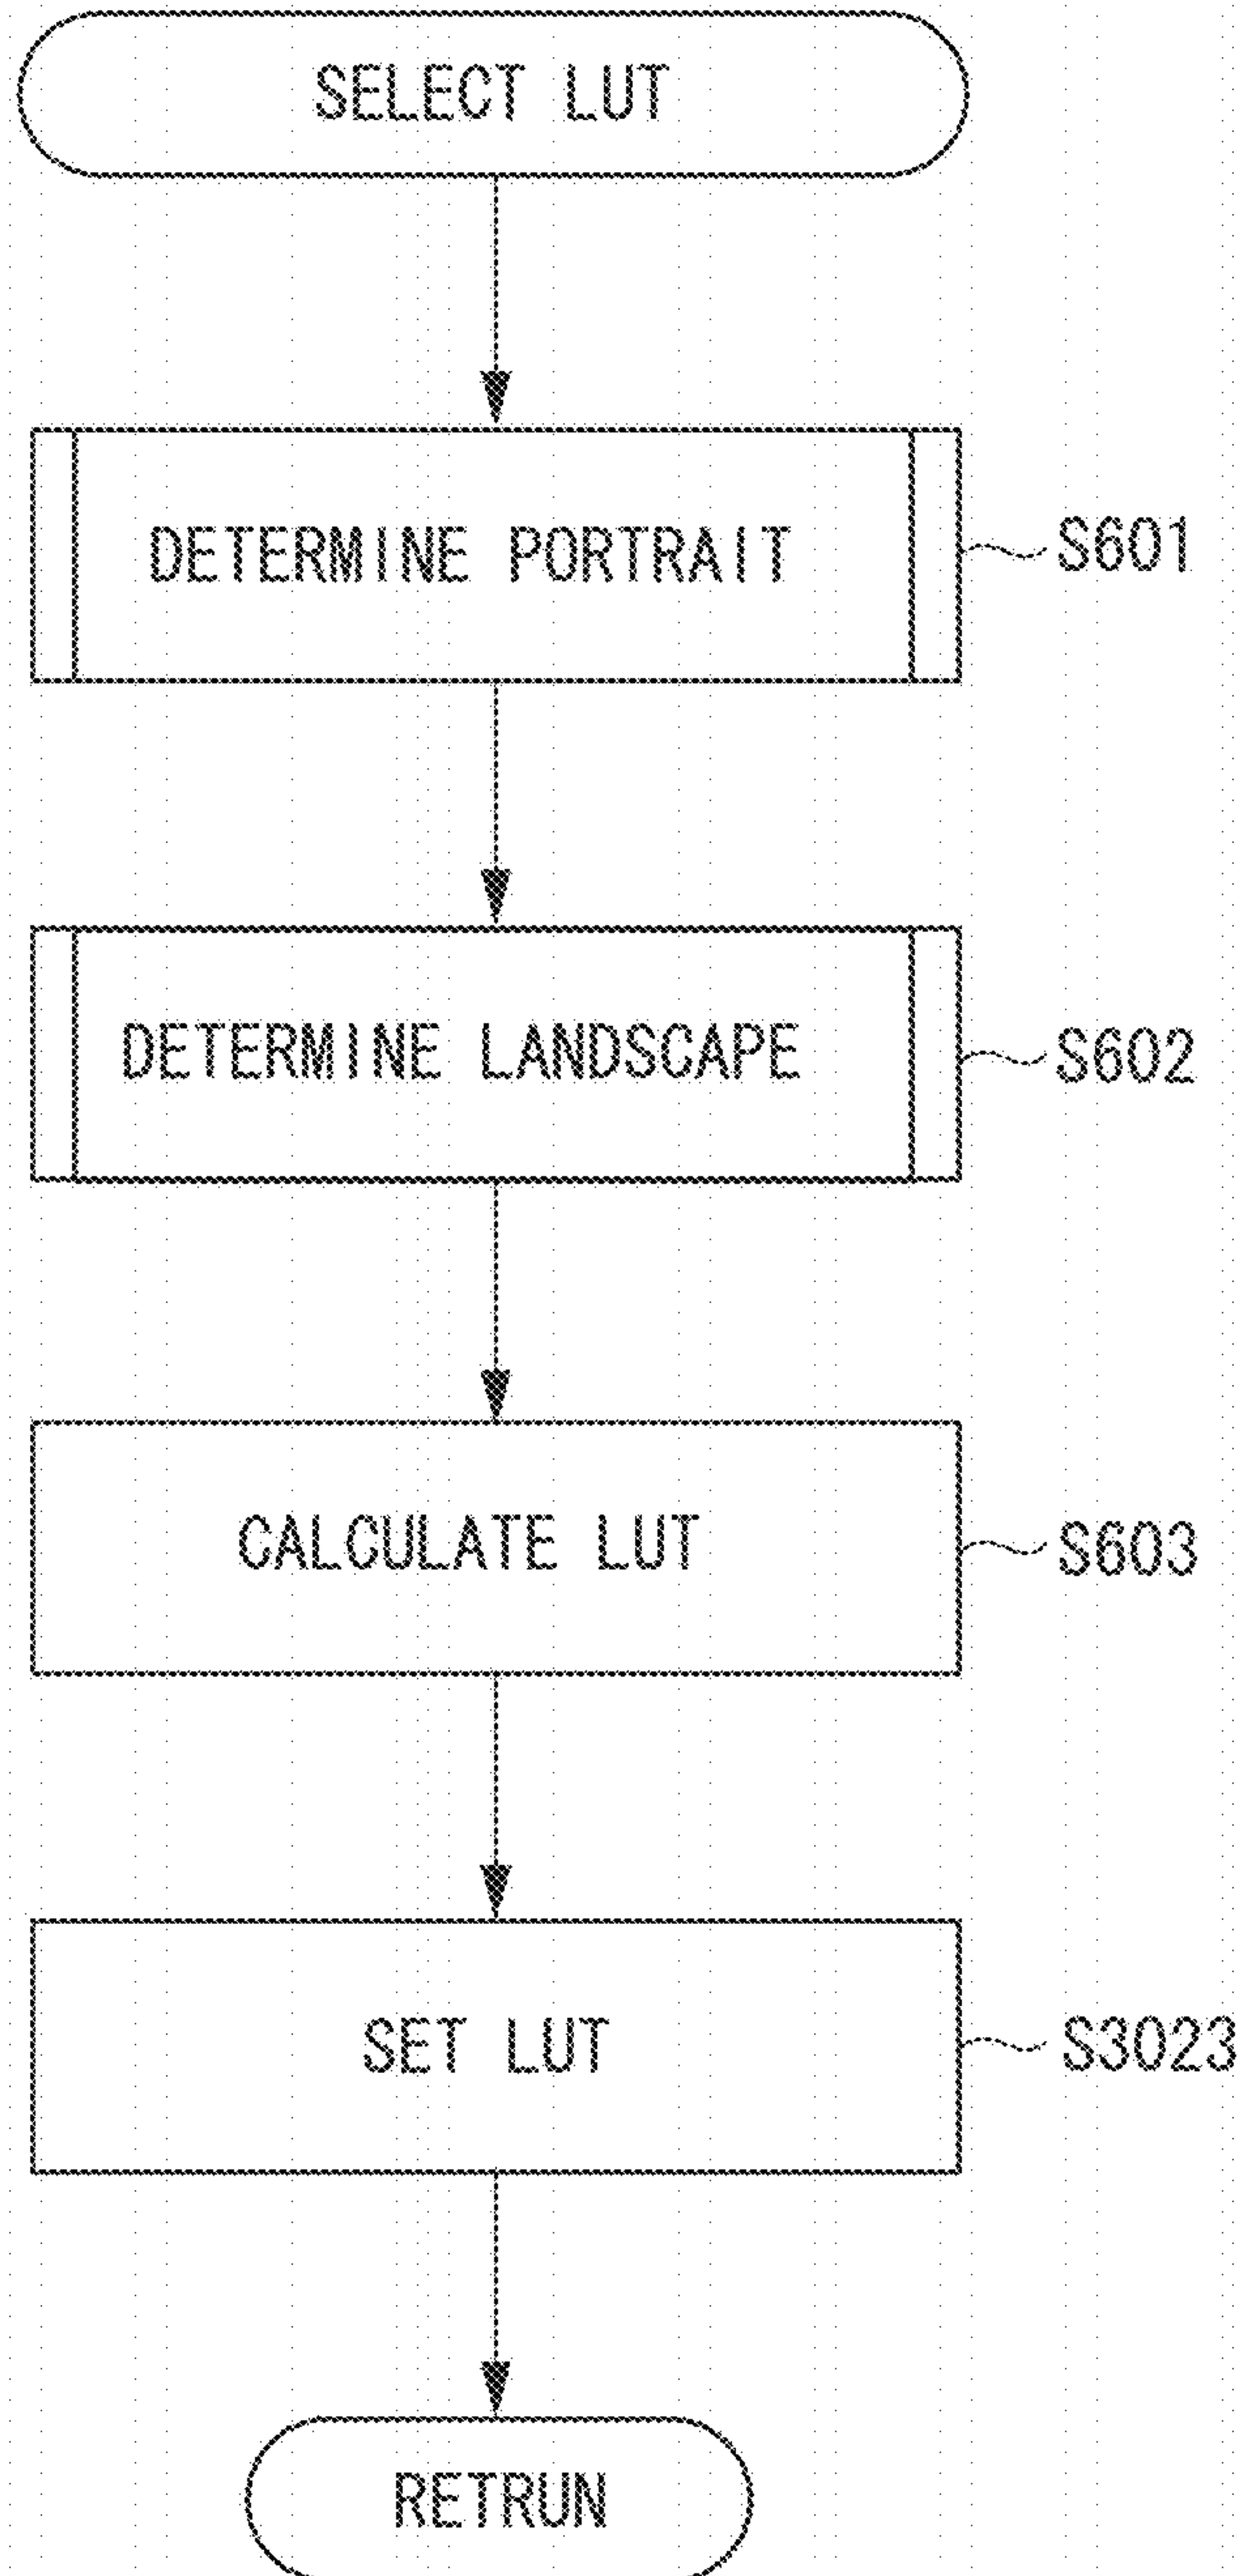 SELECT LUT
DETERMINE PORTRAIT
S601
DETERMINE LANDSCAPE
S602
CALCULATE LUT
S603
SET LUT
S3023
RETRUN